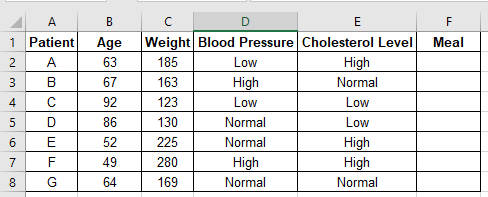 A B C D E F
1 Patient Age Weight Blood Pressure Cholesterol Level Meal
2 A 63 185 Low High
3 B 67 163 High Normal
4 C 92 123 Low Low
5 D 86 130 Normal Low
6 E 52 225 Normal High
7 F 49 280 High High
8 G 64 169 Normal Normal